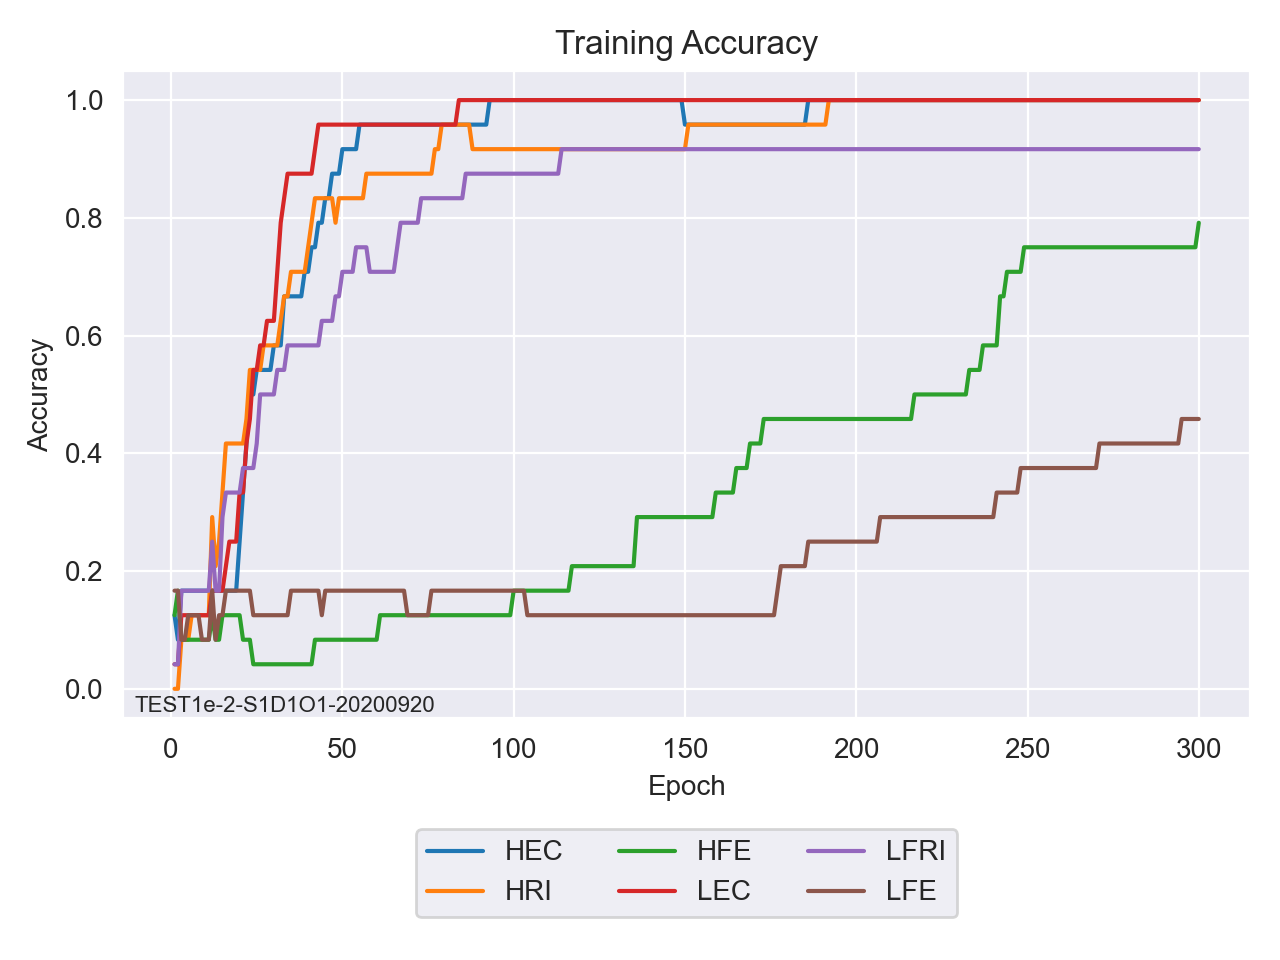 Training Accuracy
1.0
0.8
0.6
0.4
0.2
0.0
Accuracy
TEST1e-2-S1D1O1-20200920
0 50 100 150 200 250 300
Epoch
HEC HFE LFRI
HRI LEC LFE